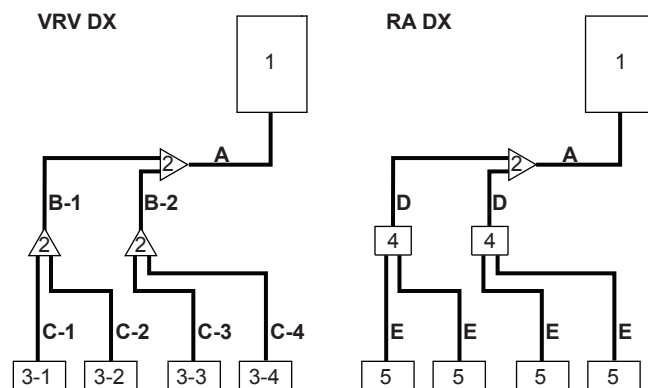 VRV DX RA DX
1 1
2 A 2 A
B-1 B-2 D D
2 2 4 4
C-1 C-2 C-3 C-4 E E E E
3-1 3-2 3-3 3-4 5 5 5 5